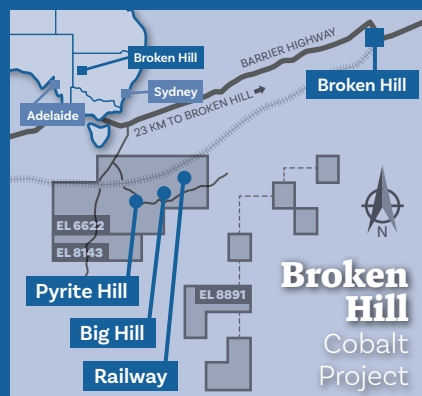 Broken Hill
Sydney
Adelaide
BARRIER HIGHWAY
23 KM TO BROKEN HILL
Broken Hill
EL 6622
EL 8143
EL 8891
N
Pyrite Hill
Big Hill
Railway
Broken
Hill
Cobalt
Project